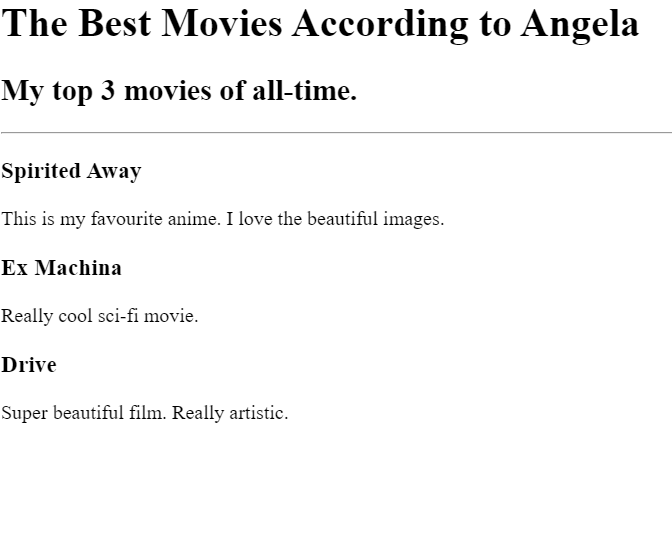 The Best Movies According to Angela
My top 3 movies of all-time.
Spirited Away
This is my favourite anime. I love the beautiful images.
Ex Machina
Really cool sci-fi movie.
Drive
Super beautiful film. Really artistic.